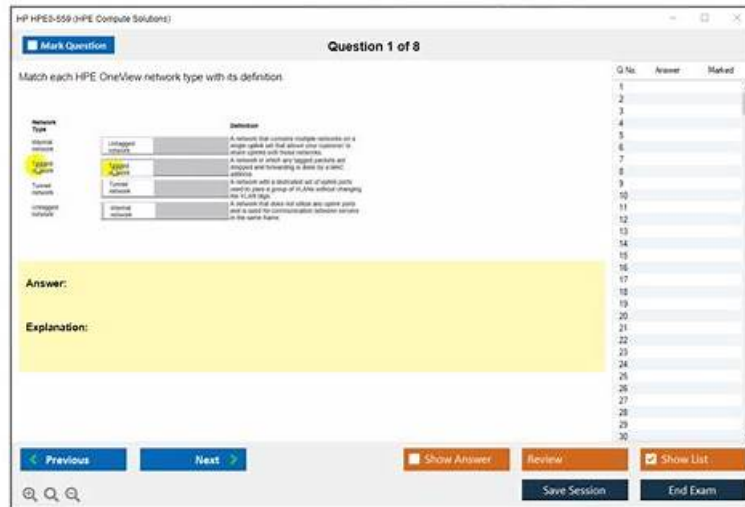 HP HPE0-S59 (HPE Compute Solutions)
Mark Question
Question 1 of 8
Match each HPE OneView network type with its definition
Q No. Answer Marked
Network Type
Definition
Internal network
Untagged network
A network that contains multiple networks on a
single uplink set that allows your customer to
share uplinks with those networks.
Tagged network
Tagged network
A network in which any tagged packets are
dropped and forwarding is done by a MAC
address.
Tunnel network
Tunnel network
A network with a dedicated set of uplink ports
used to pass a group of VLANs without changing
the VLAN tags.
Untagged network
Internal network
A network that does not utilize any uplink ports
and is used for communication between servers
in the same frame.
1
2
3
4
5
6
7
8
9
10
11
12
13
14
15
16
17
18
19
20
21
22
23
24
25
26
27
28
29
30
Answer:
Explanation:
Previous
Next
Show Answer
Review
Show List
Save Session
End Exam